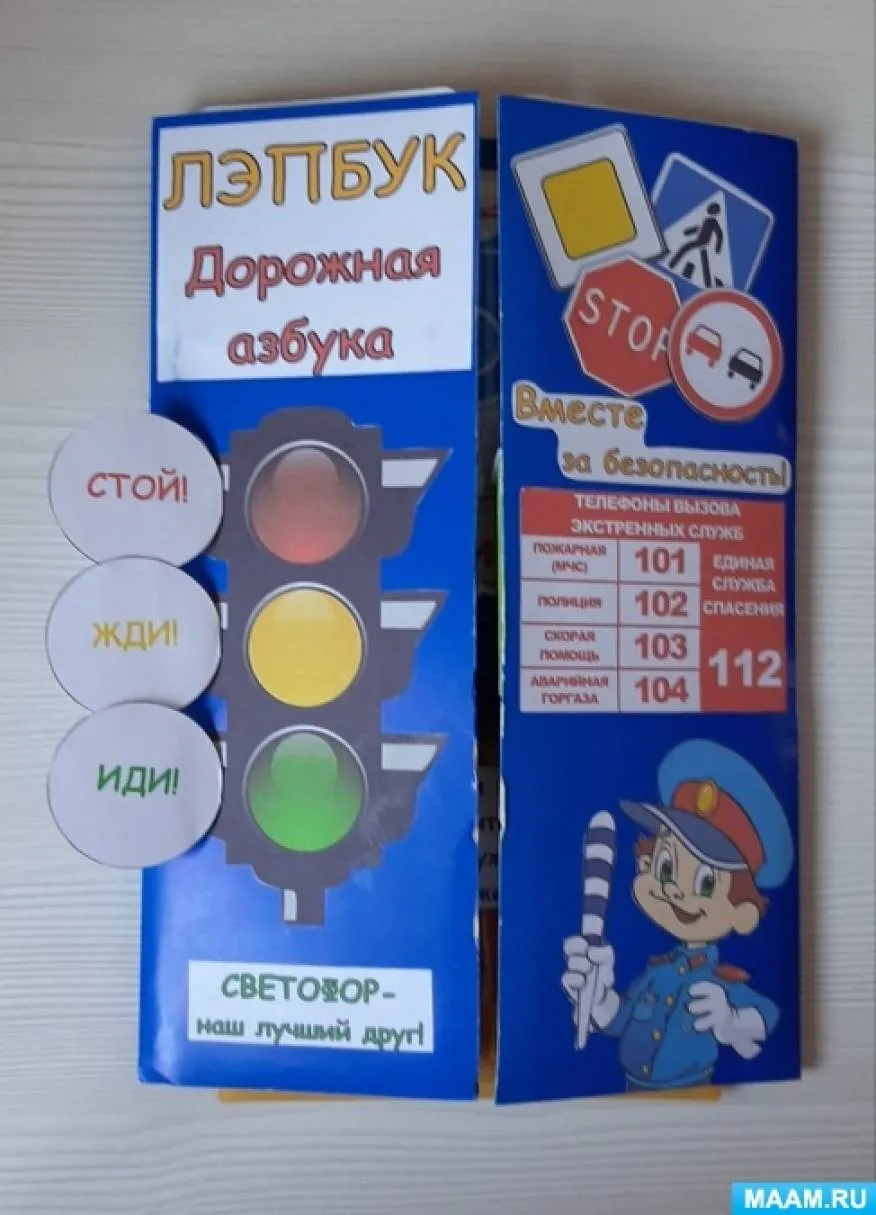 ЛЭПБУК
Дорожная
азбука
СТОЙ!
ЖДИ!
ИДИ!
СВЕТОФОР-
наш лучший друг!
STOP
Вместе
за безопасность!
ТЕЛЕФОНЫ ВЫЗОВА
ЭКСТРЕННЫХ СЛУЖБ
ПОЖАРНАЯ
(МЧС)
101
ПОЛИЦИЯ
102
СКОРАЯ
ПОМОЩЬ
103
АВАРИЙНАЯ
ГОРГАЗА
104
ЕДИНАЯ
СЛУЖБА
СПАСЕНИЯ
112
MAAM.RU